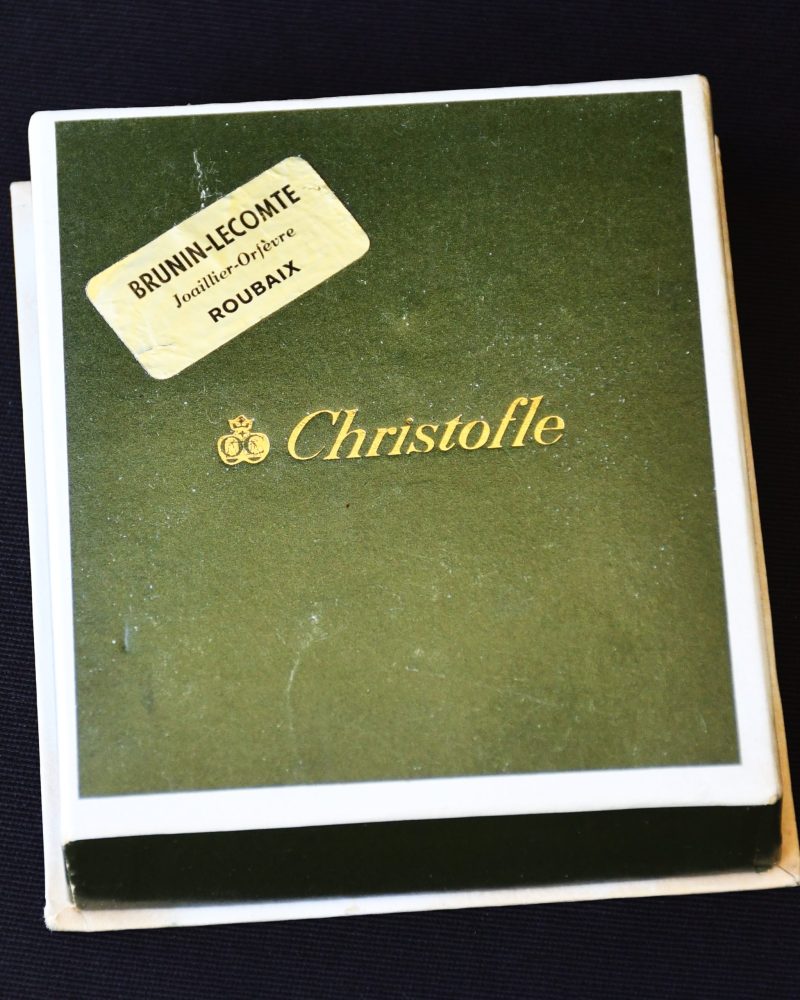 BRUNIN-LECOMTE
Joaillier-Orfèvre
ROUBAIX
Christofle